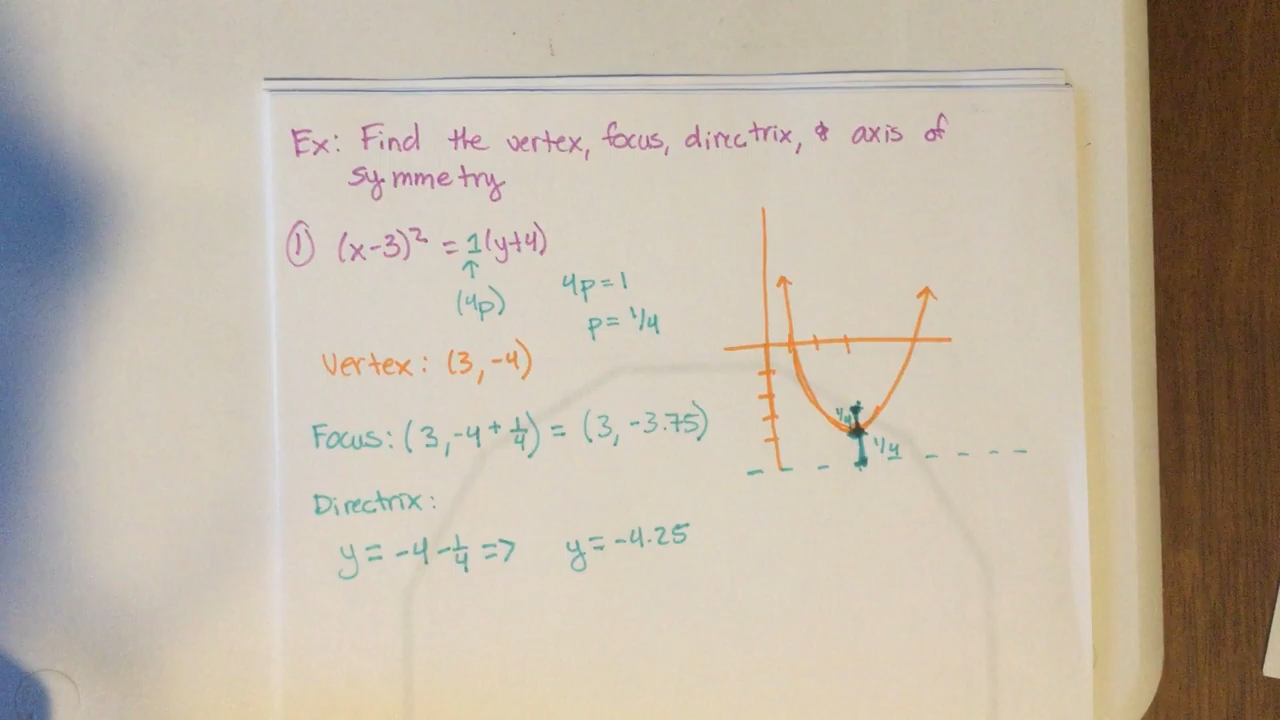 Ex: Find the vertex, focus, directrix, & axis of
symmetry
① (x-3)² = 1(y+4)
↑
(4p)
4p=1
p= 1/4
Vertex: (3,-4)
Focus: (3,-4+1/4) = (3,-3.75)
Directrix:
y = -4-1/4 => y = -4.25
1/4
1/4